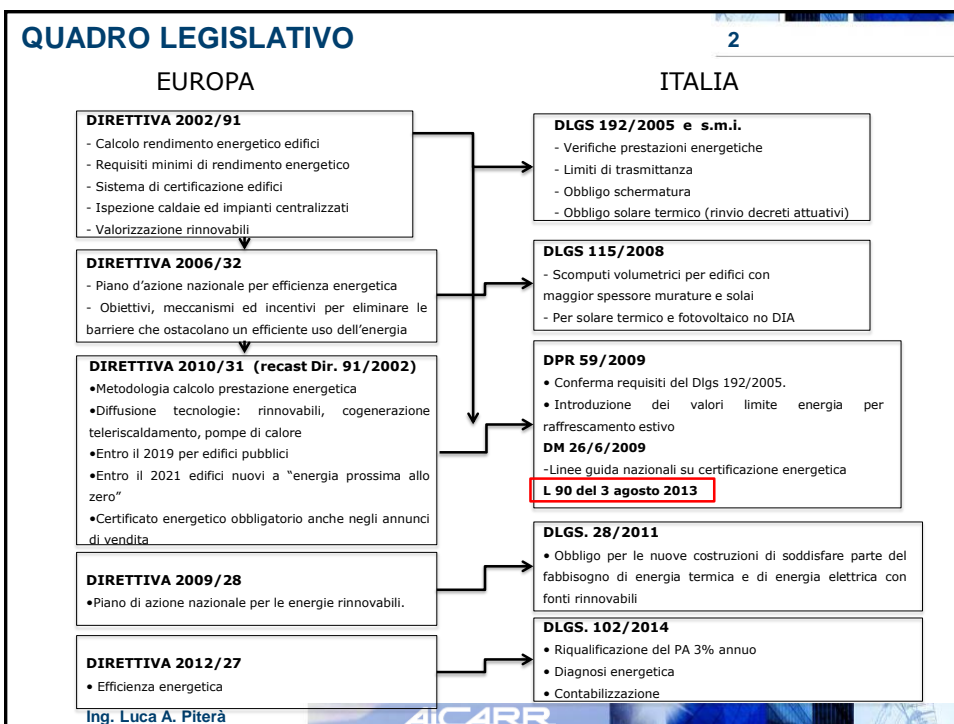 QUADRO LEGISLATIVO
2
EUROPA
ITALIA
DIRETTIVA 2002/91
- Calcolo rendimento energetico edifici
- Requisiti minimi di rendimento energetico
- Sistema di certificazione edifici
- Ispezione caldaie ed impianti centralizzati
- Valorizzazione rinnovabili
DIRETTIVA 2006/32
- Piano d'azione nazionale per efficienza energetica
- Obiettivi, meccanismi ed incentivi per eliminare le
barriere che ostacolano un efficiente uso dell'energia
DIRETTIVA 2010/31 (recast Dir. 91/2002)
•Metodologia calcolo prestazione energetica
•Diffusione tecnologie: rinnovabili, cogenerazione
teleriscaldamento, pompe di calore
•Entro il 2019 per edifici pubblici
•Entro il 2021 edifici nuovi a "energia prossima allo
zero"
•Certificato energetico obbligatorio anche negli annunci
di vendita
DIRETTIVA 2009/28
•Piano di azione nazionale per le energie rinnovabili.
DIRETTIVA 2012/27
• Efficienza energetica
DLGS 192/2005 e s.m.i.
- Verifiche prestazioni energetiche
- Limiti di trasmittanza
- Obbligo schermatura
- Obbligo solare termico (rinvio decreti attuativi)
DLGS 115/2008
- Scomputi volumetrici per edifici con
maggior spessore murature e solai
- Per solare termico e fotovoltaico no DIA
DPR 59/2009
• Conferma requisiti del Dlgs 192/2005.
• Introduzione dei valori limite energia per
raffrescamento estivo
DM 26/6/2009
-Linee guida nazionali su certificazione energetica
L 90 del 3 agosto 2013
DLGS. 28/2011
• Obbligo per le nuove costruzioni di soddisfare parte del
fabbisogno di energia termica e di energia elettrica con
fonti rinnovabili
DLGS. 102/2014
• Riqualificazione del PA 3% annuo
• Diagnosi energetica
• Contabilizzazione
Ing. Luca A. Piterà
AiCARR